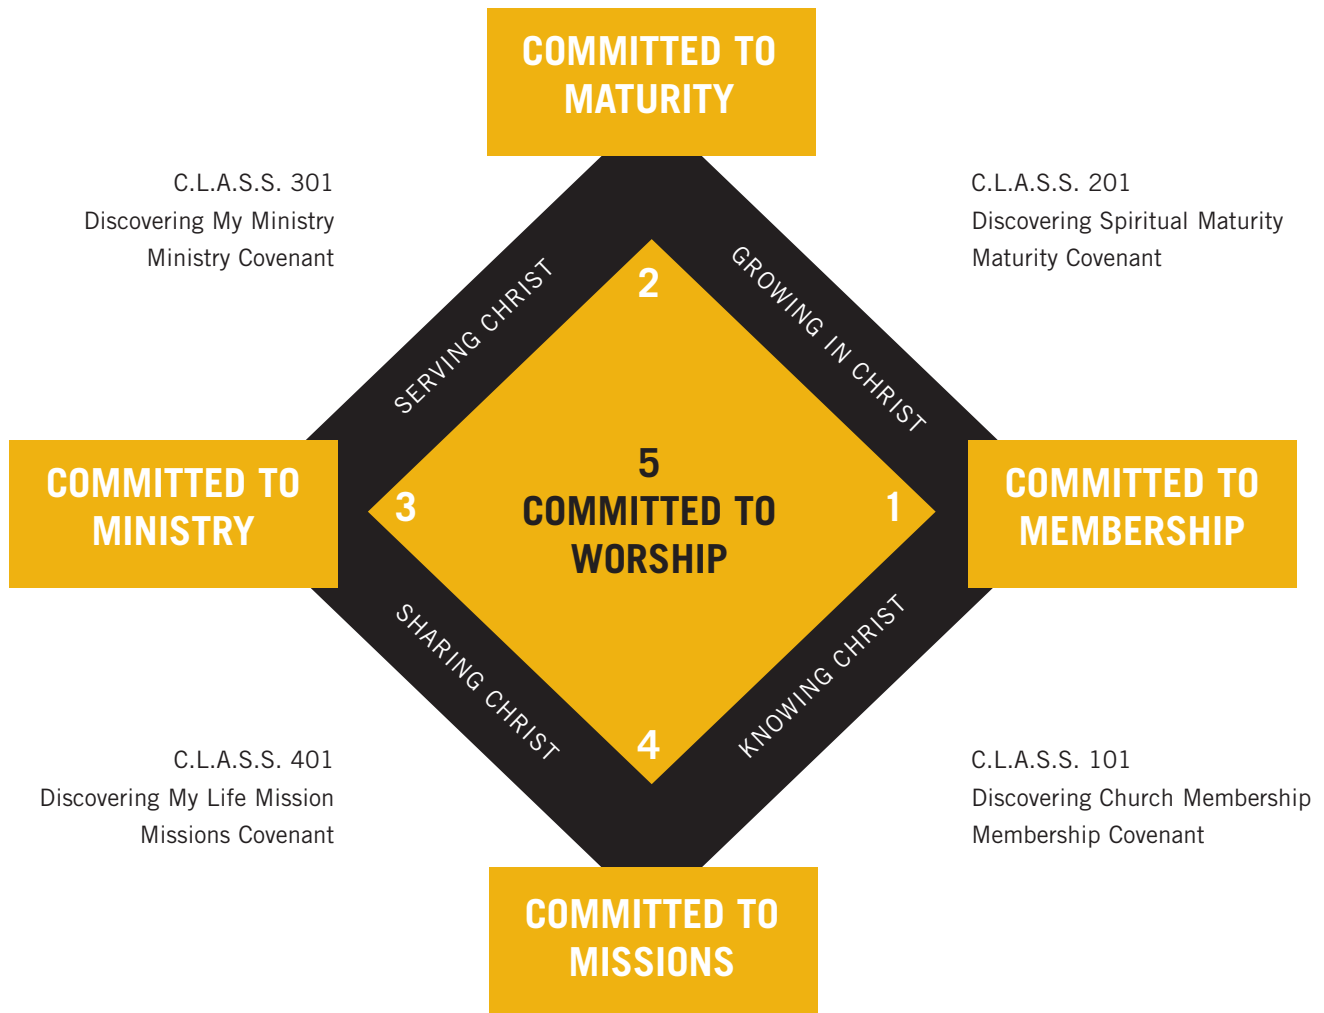 COMMITTED TO
MATURITY
C.L.A.S.S. 301
Discovering My Ministry
Ministry Covenant
C.L.A.S.S. 201
Discovering Spiritual Maturity
Maturity Covenant
SERVING CHRIST
2
GROWING IN CHRIST
COMMITTED TO
MINISTRY
3
5
COMMITTED TO
WORSHIP
1
COMMITTED TO
MEMBERSHIP
SHARING CHRIST
4
KNOWING CHRIST
C.L.A.S.S. 401
Discovering My Life Mission
Missions Covenant
C.L.A.S.S. 101
Discovering Church Membership
Membership Covenant
COMMITTED TO
MISSIONS